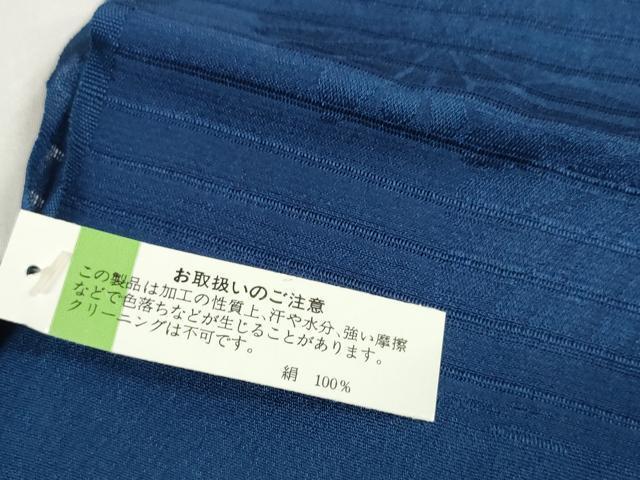 お取扱いのご注意
この製品は加工の性質上、汗や水分、強い摩擦
などで色落ちなどが生じることがあります。
クリーニングは不可です。
絹 100%